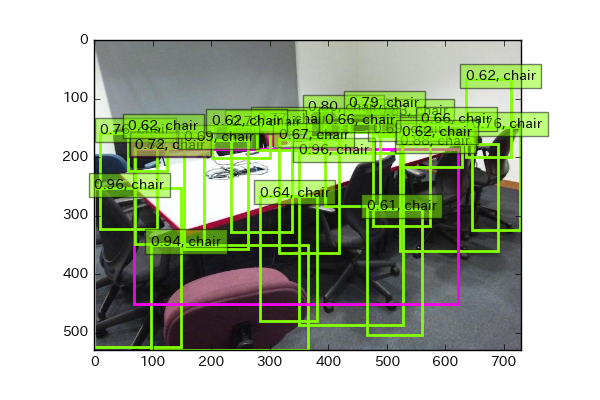 0
100
200
300
400
500
0 100 200 300 400 500 600 700
0.62, chair
0.79, chair
0.80,
0.76
0.62, chair
0.62,
0.66, chair
0.66,
.76, chair
0.69, chair
0.67, chair
0.62, chair
0.72, c
0.96, chair
0.88, chair
0.96, chair
0.64, chair
0.61, chair
0.94, chair